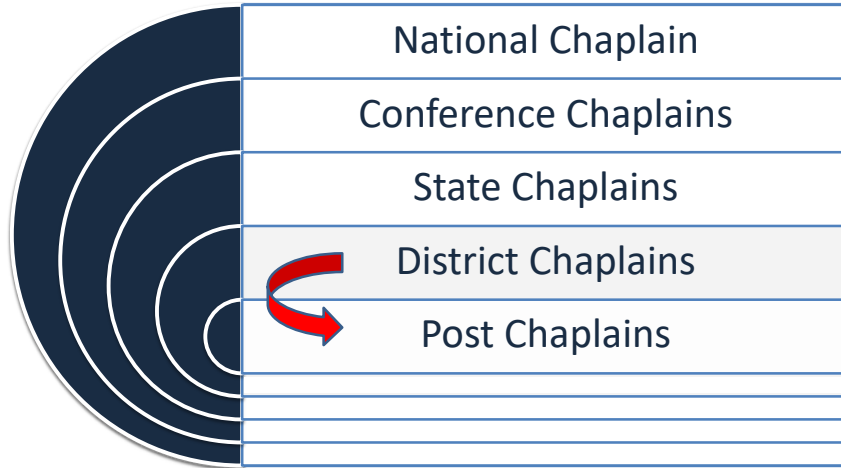 National Chaplain
Conference Chaplains
State Chaplains
District Chaplains
Post Chaplains